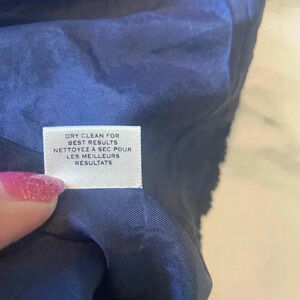 DRY CLEAN FOR
BEST RESULTS
NETTOYEZ À SEC POUR
LES MEILLEURS
RÉSULTATS